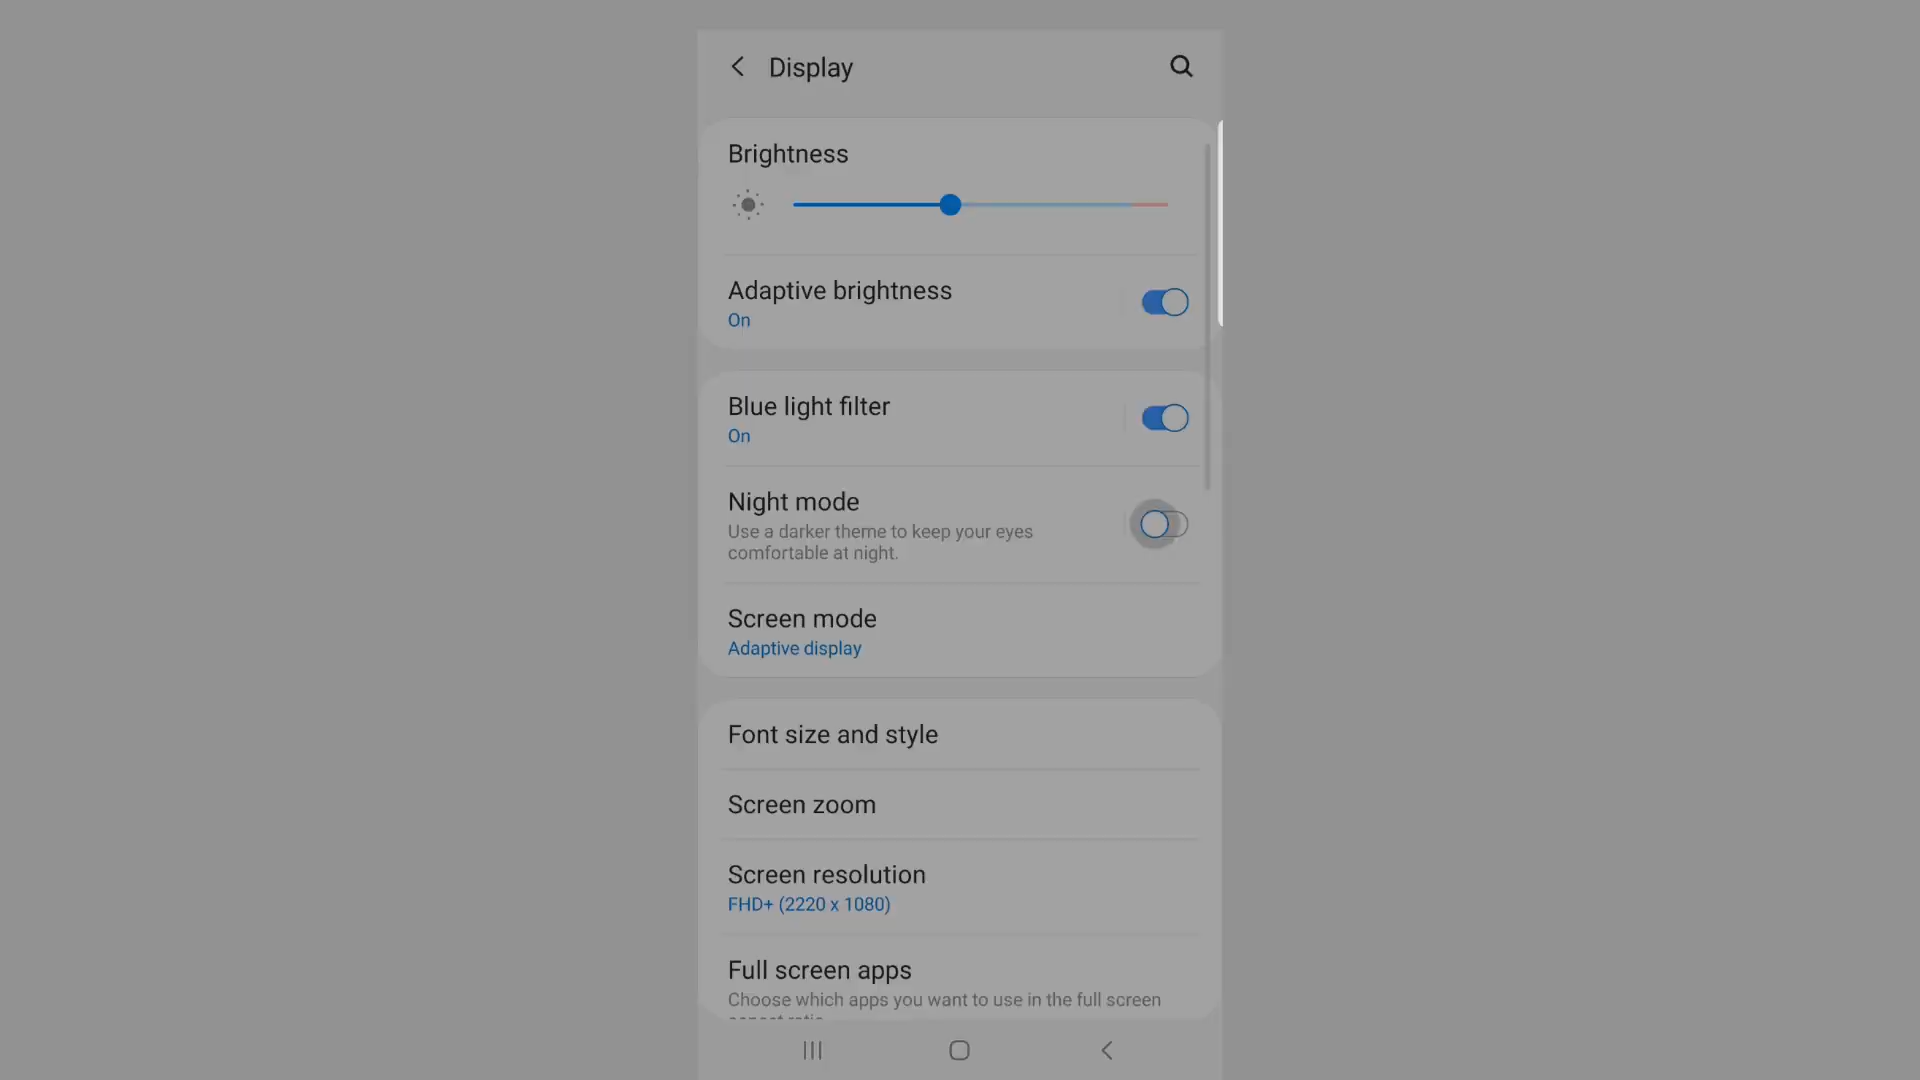 Display
Brightness
Adaptive brightness
On
Blue light filter
On
Night mode
Use a darker theme to keep your eyes
comfortable at night.
Screen mode
Adaptive display
Font size and style
Screen zoom
Screen resolution
FHD+ (2220 x 1080)
Full screen apps
Choose which apps you want to use in the full screen